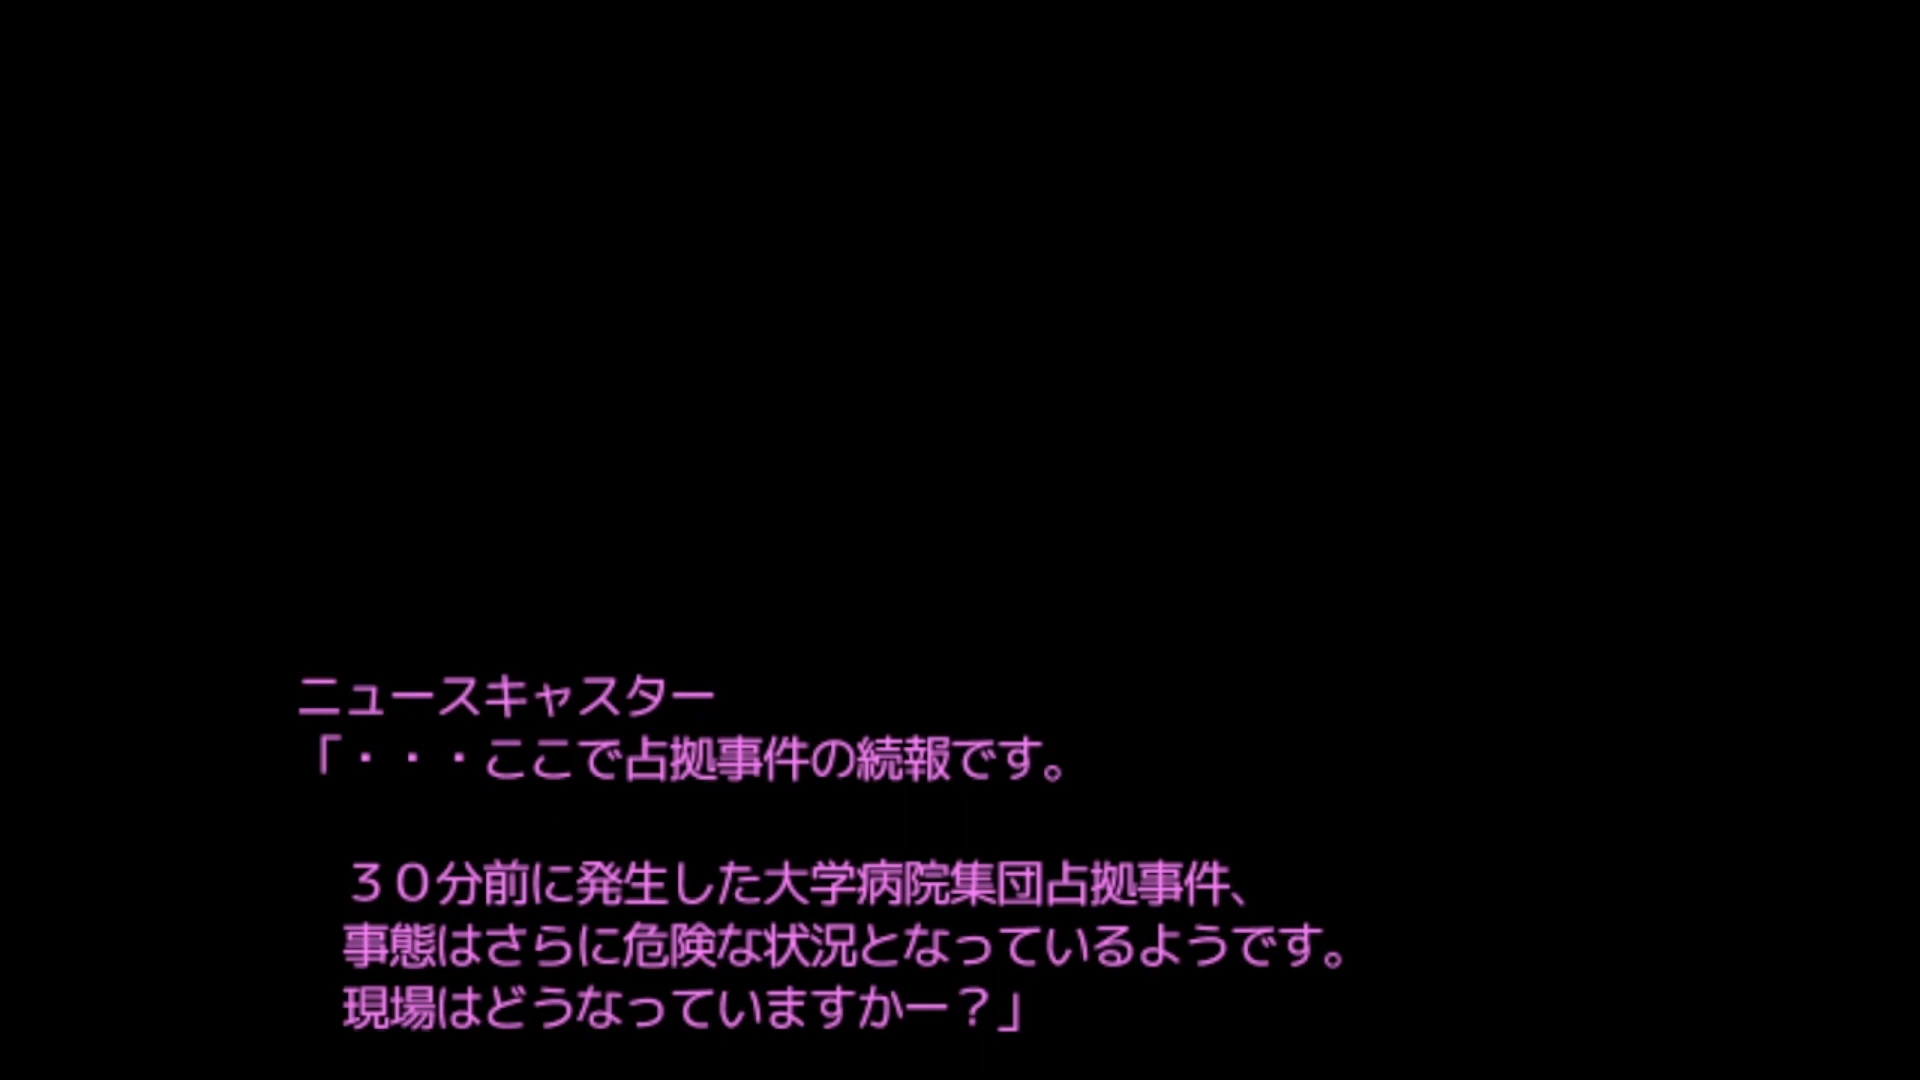 ニュースキャスター
「・・・ここで占拠事件の続報です。
３０分前に発生した大学病院集団占拠事件、
事態はさらに危険な状況となっているようです。
現場はどうなっていますかー？」